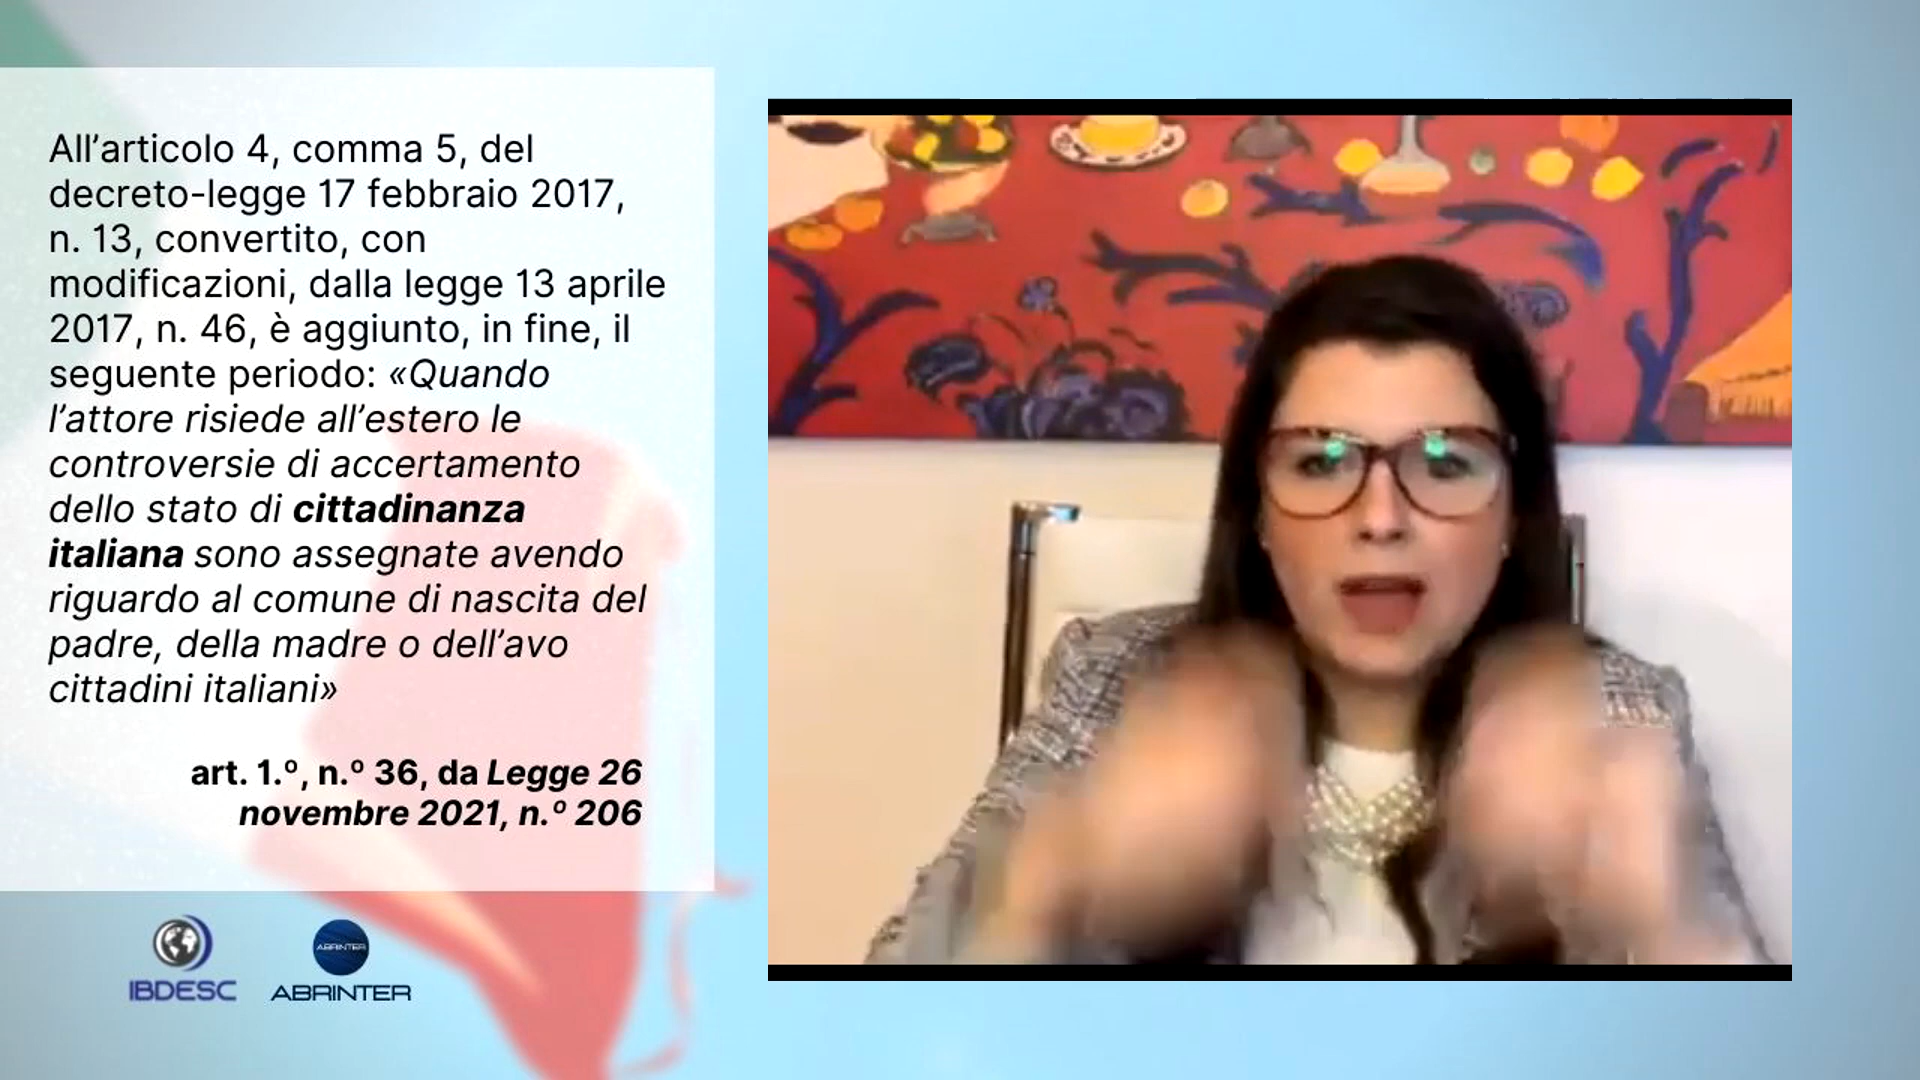 All’articolo 4, comma 5, del
decreto-legge 17 febbraio 2017,
n. 13, convertito, con
modificazioni, dalla legge 13 aprile
2017, n. 46, è aggiunto, in fine, il
seguente periodo: «Quando
l’attore risiede all’estero le
controversie di accertamento
dello stato di cittadinanza
italiana sono assegnate avendo
riguardo al comune di nascita del
padre, della madre o dell’avo
cittadini italiani»
art. 1.º, n.º 36, da Legge 26
novembre 2021, n.º 206
IBDESC
ABRINTER
ABRINTER